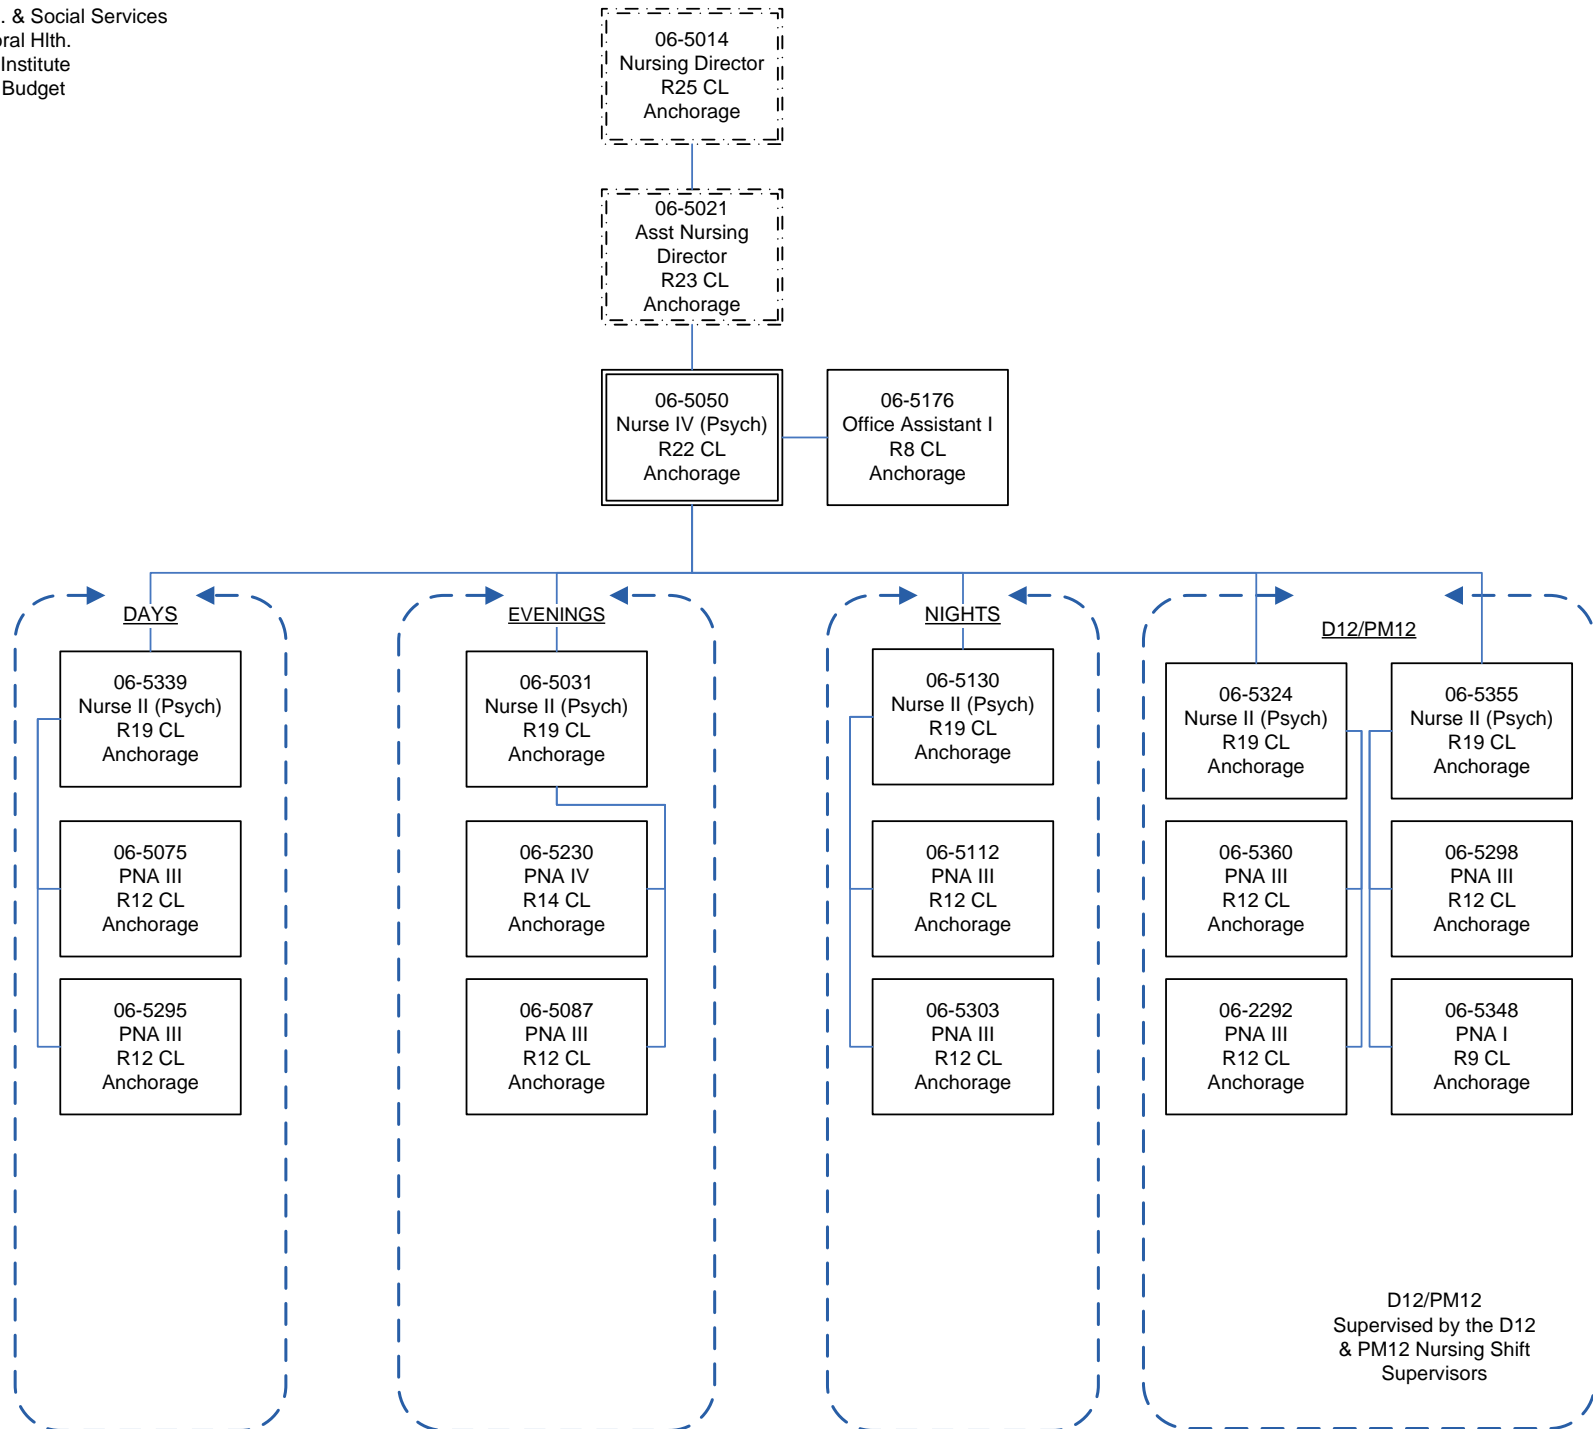 . & Social Services
oral Hlth.
Institute
Budget
06-5014
Nursing Director
R25 CL
Anchorage
06-5021
Asst Nursing
Director
R23 CL
Anchorage
06-5050
Nurse IV (Psych)
R22 CL
Anchorage
06-5176
Office Assistant I
R8 CL
Anchorage
DAYS
06-5339
Nurse II (Psych)
R19 CL
Anchorage
06-5075
PNA III
R12 CL
Anchorage
06-5295
PNA III
R12 CL
Anchorage
EVENINGS
06-5031
Nurse II (Psych)
R19 CL
Anchorage
06-5230
PNA IV
R14 CL
Anchorage
06-5087
PNA III
R12 CL
Anchorage
NIGHTS
06-5130
Nurse II (Psych)
R19 CL
Anchorage
06-5112
PNA III
R12 CL
Anchorage
06-5303
PNA III
R12 CL
Anchorage
D12/PM12
06-5324
Nurse II (Psych)
R19 CL
Anchorage
06-5360
PNA III
R12 CL
Anchorage
06-2292
PNA III
R12 CL
Anchorage
06-5355
Nurse II (Psych)
R19 CL
Anchorage
06-5298
PNA III
R12 CL
Anchorage
06-5348
PNA I
R9 CL
Anchorage
D12/PM12
Supervised by the D12
& PM12 Nursing Shift
Supervisors